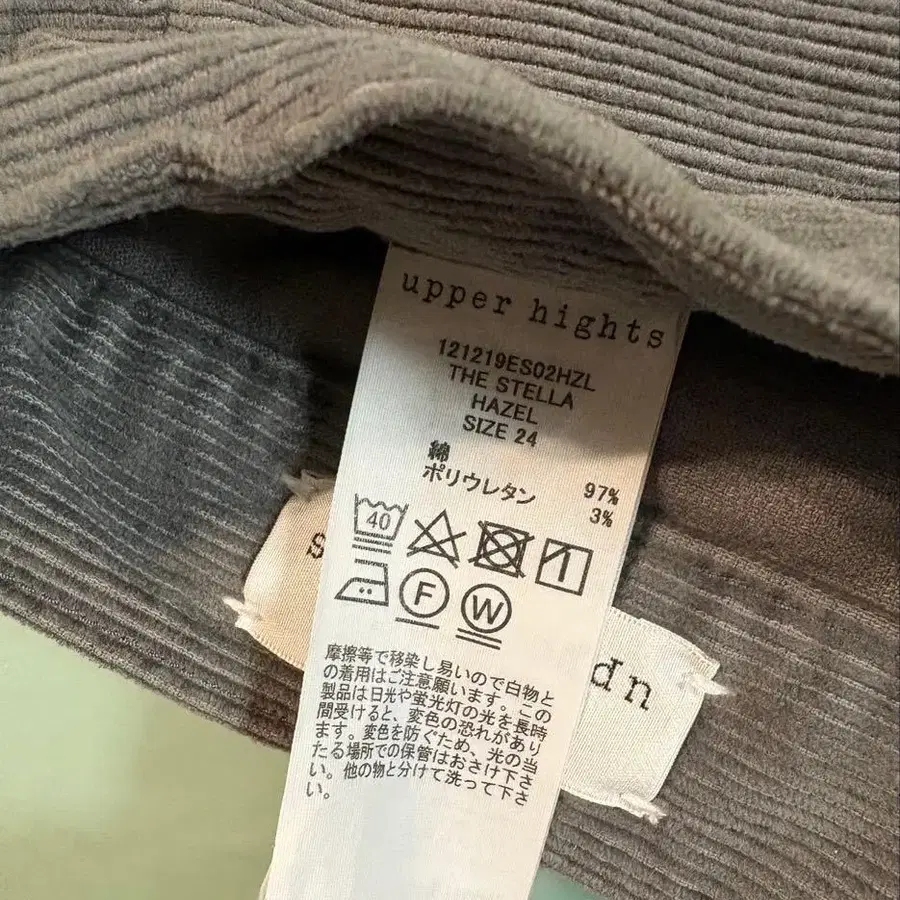 upper hights
121219ES02HZL
THE STELLA
HAZEL
SIZE 24
綿 97%
ポリウレタン 3%
40
F W
摩擦等で移染し易いので白物と
の着用はご注意願います。この
製品は日光や蛍光灯の光を長時
間受けると、変色の恐れがあり
ます。変色を防ぐため、光の当
たる場所での保管はおさけ下さ
い。他の物と分けて洗って下さ
い。
s
dn